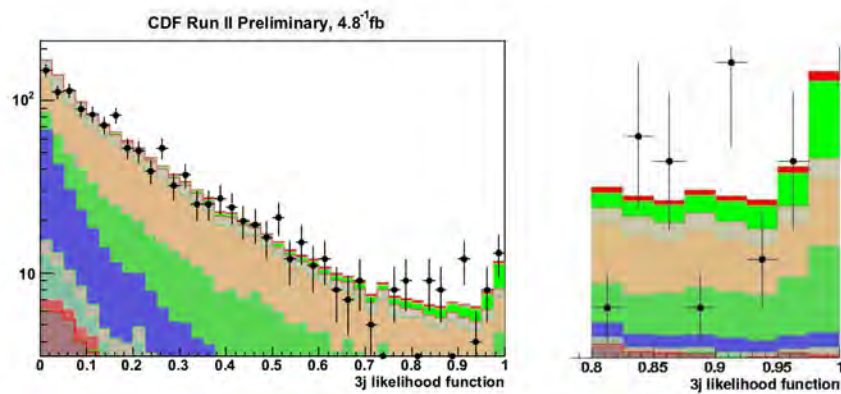 CDF Run II Preliminary, 4.8⁻¹fb
10²
10
0 0.1 0.2 0.3 0.4 0.5 0.6 0.7 0.8 0.9 1
3j likelihood function
0.8 0.85 0.9 0.95 1
3j likelihood function